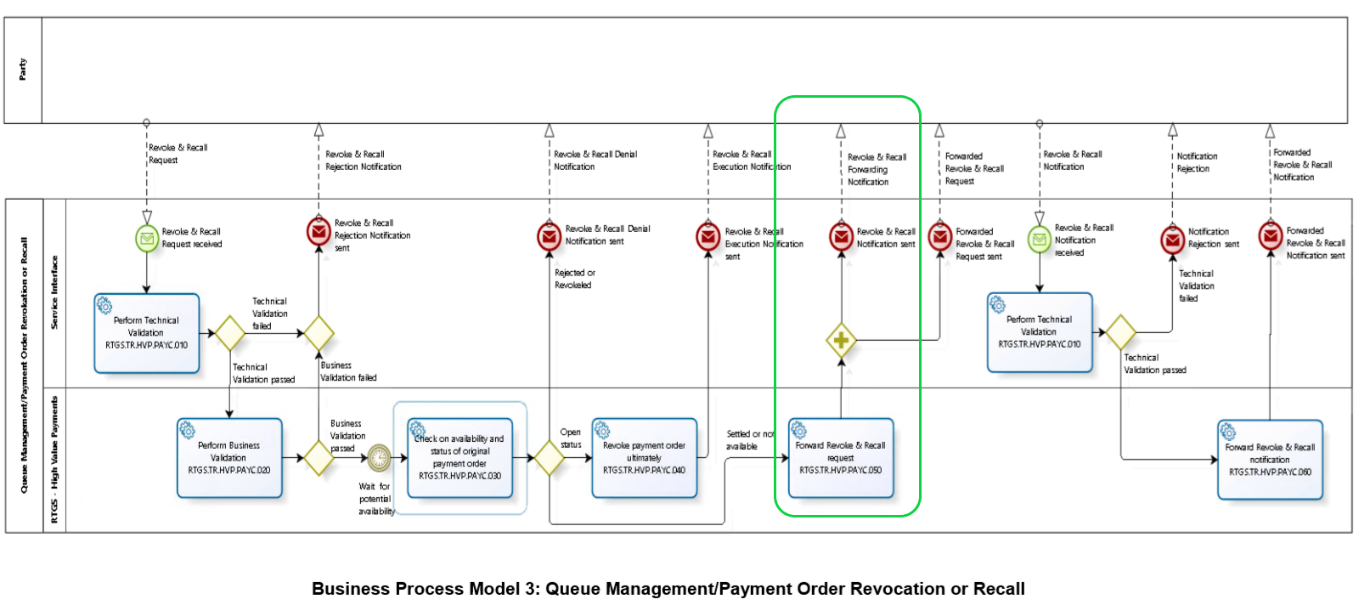 Party
Revoke & Recall
Request
Revoke & Recall
Rejection Notification
Revoke & Recall Denial
Notification
Revoke & Recall
Execution Notification
Revoke & Recall
Forwarding
Notification
Forwarded
Revoke & Recall
Request
Revoke & Recall
Notification
Notification
Rejection
Forwarded
Revoke & Recall
Notification
Queue Management/Payment Order Revokation or Recall
Service Interface
Revoke & Recall
Request received
Revoke & Recall
Rejection Notification
sent
Revoke & Recall Denial
Notification sent
Revoke & Recall
Execution Notification
sent
Revoke & Recall
Notification sent
Forwarded
Revoke & Recall
Request sent
Revoke & Recall
Notification
received
Notification
Rejection sent
Forwarded
Revoke & Recall
Notification sent
Rejected or
Revokeled
Technical
Validation
failed
Perform Technical
Validation
RTGS.TR.HVP.PAYC.010
Technical
Validation
failed
Perform Technical
Validation
RTGS.TR.HVP.PAYC.010
Technical
Validation passed
Business
Validation failed
Technical
Validation passed
RTGS - High Value Payments
Perform Business
Validation
RTGS.TR.HVP.PAYC.020
Business
Validation
passed
Wait for
potential
availability
Check on availability and
status of original
payment order
RTGS.TR.HVP.PAYC.030
Open
status
Revoke payment order
ultimately
RTGS.TR.HVP.PAYC.040
Settled or not
available
Forward Revoke & Recall
request
RTGS.TR.HVP.PAYC.050
Forward Revoke & Recall
notification
RTGS.TR.HVP.PAYC.060
Business Process Model 3: Queue Management/Payment Order Revocation or Recall